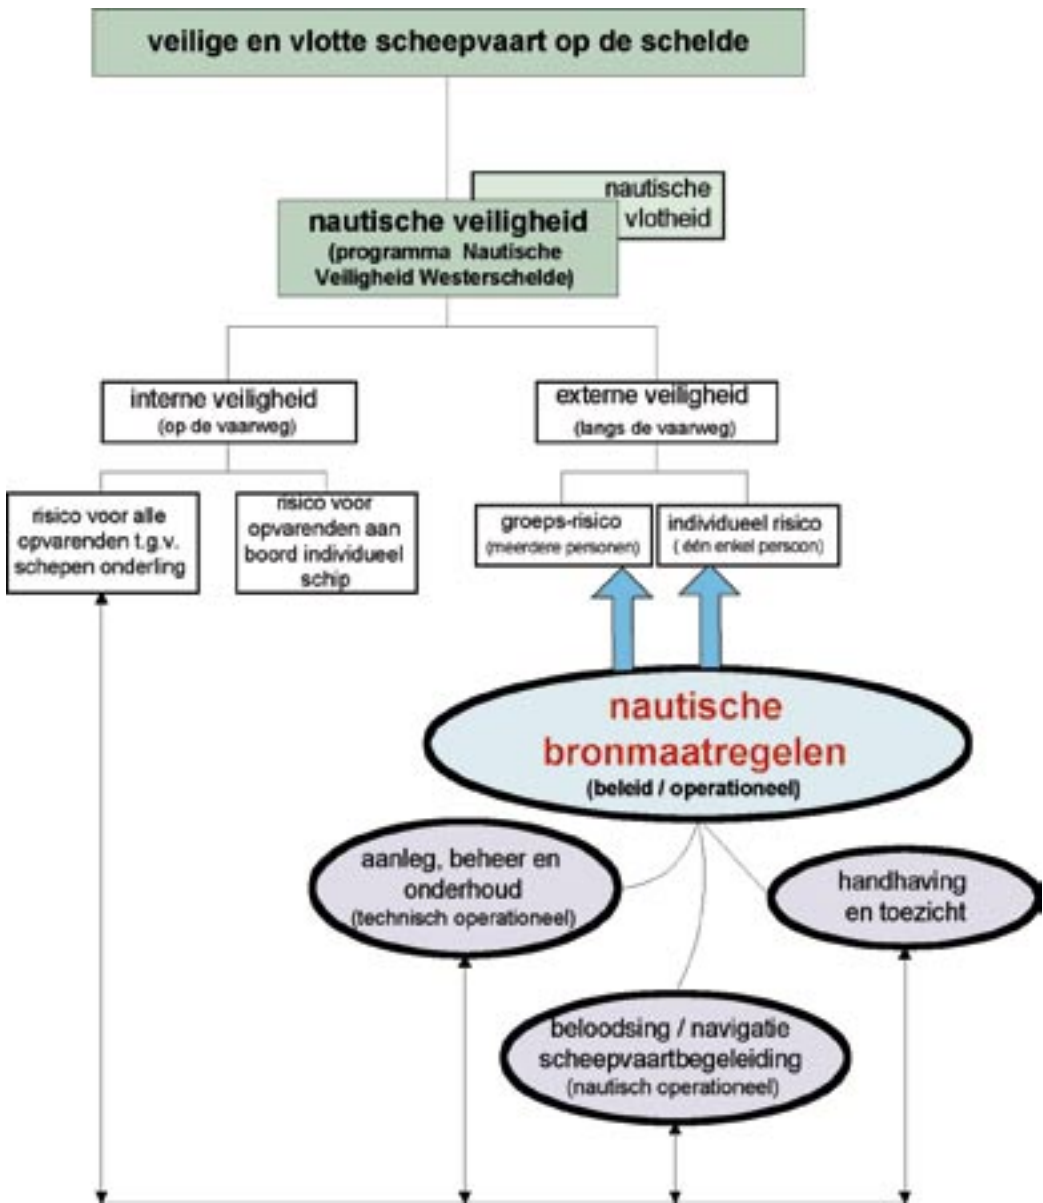 veilige en vlotte scheepvaart op de schelde
nautische
vlotheid
nautische veiligheid
(programma Nautische
Veiligheid Westerschelde)
interne veiligheid
(op de vaarweg)
externe veiligheid
(langs de vaarweg)
risico voor alle
opvarenden t.g.v.
schepen onderling
risico voor
opvarenden aan
boord individueel
schip
groeps-risico
(meerdere personen)
individueel risico
( één enkel persoon)
nautische
bronmaatregelen
(beleid / operationeel)
aanleg, beheer en
onderhoud
(technisch operationeel)
handhaving
en toezicht
beloodsing / navigatie
scheepvaartbegeleiding
(nautisch operationeel)